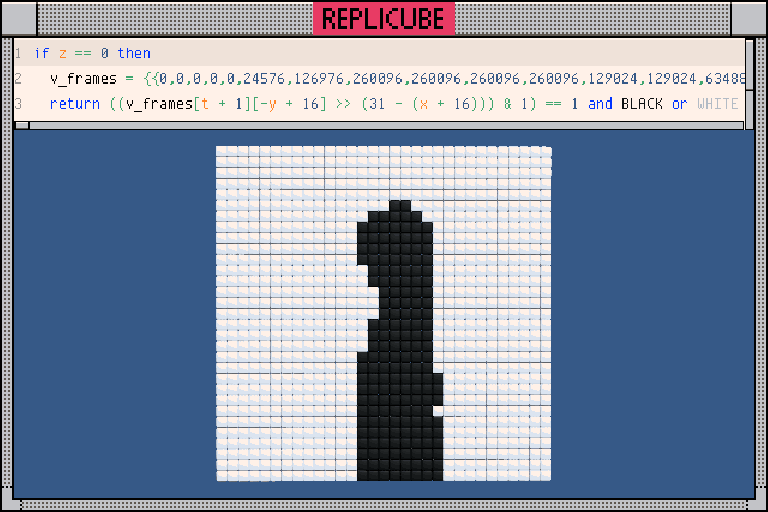 REPLICUBE
1 if z == 0 then
2 v_frames = {{0,0,0,0,0,24576,126976,260096,260096,260096,260096,129024,129024,63488
3 return ((v_frames[t + 1][-y + 16] >> (31 - (x + 16))) & 1) == 1 and BLACK or WHITE